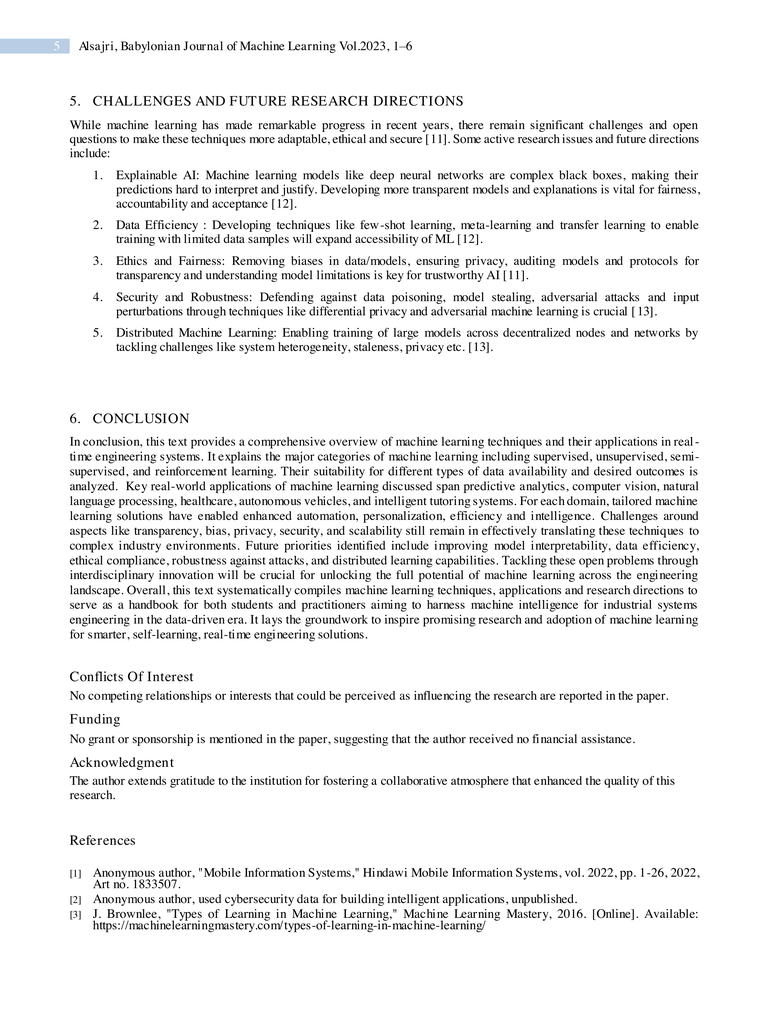 5 Alsajri, Babylonian Journal of Machine Learning Vol.2023, 1–6
5. CHALLENGES AND FUTURE RESEARCH DIRECTIONS
While machine learning has made remarkable progress in recent years, there remain significant challenges and open
questions to make these techniques more adaptable, ethical and secure [11]. Some active research issues and future directions
include:
1. Explainable AI: Machine learning models like deep neural networks are complex black boxes, making their
predictions hard to interpret and justify. Developing more transparent models and explanations is vital for fairness,
accountability and acceptance [12].
2. Data Efficiency : Developing techniques like few-shot learning, meta-learning and transfer learning to enable
training with limited data samples will expand accessibility of ML [12].
3. Ethics and Fairness: Removing biases in data/models, ensuring privacy, auditing models and protocols for
transparency and understanding model limitations is key for trustworthy AI [11].
4. Security and Robustness: Defending against data poisoning, model stealing, adversarial attacks and input
perturbations through techniques like differential privacy and adversarial machine learning is crucial [13].
5. Distributed Machine Learning: Enabling training of large models across decentralized nodes and networks by
tackling challenges like system heterogeneity, staleness, privacy etc. [13].
6. CONCLUSION
In conclusion, this text provides a comprehensive overview of machine learning techniques and their applications in real-
time engineering systems. It explains the major categories of machine learning including supervised, unsupervised, semi-
supervised, and reinforcement learning. Their suitability for different types of data availability and desired outcomes is
analyzed. Key real-world applications of machine learning discussed span predictive analytics, computer vision, natural
language processing, healthcare, autonomous vehicles, and intelligent tutoring systems. For each domain, tailored machine
learning solutions have enabled enhanced automation, personalization, efficiency and intelligence. Challenges around
aspects like transparency, bias, privacy, security, and scalability still remain in effectively translating these techniques to
complex industry environments. Future priorities identified include improving model interpretability, data efficiency,
ethical compliance, robustness against attacks, and distributed learning capabilities. Tackling these open problems through
interdisciplinary innovation will be crucial for unlocking the full potential of machine learning across the engineering
landscape. Overall, this text systematically compiles machine learning techniques, applications and research directions to
serve as a handbook for both students and practitioners aiming to harness machine intelligence for industrial systems
engineering in the data-driven era. It lays the groundwork to inspire promising research and adoption of machine learning
for smarter, self-learning, real-time engineering solutions.
Conflicts Of Interest
No competing relationships or interests that could be perceived as influencing the research are reported in the paper.
Funding
No grant or sponsorship is mentioned in the paper, suggesting that the author received no financial assistance.
Acknowledgment
The author extends gratitude to the institution for fostering a collaborative atmosphere that enhanced the quality of this
research.
References
[1] Anonymous author, "Mobile Information Systems," Hindawi Mobile Information Systems, vol. 2022, pp. 1-26, 2022,
Art no. 1833507.
[2] Anonymous author, used cybersecurity data for building intelligent applications, unpublished.
[3] J. Brownlee, "Types of Learning in Machine Learning," Machine Learning Mastery, 2016. [Online]. Available:
https://machinelearningmastery.com/types-of-learning-in-machine-learning/